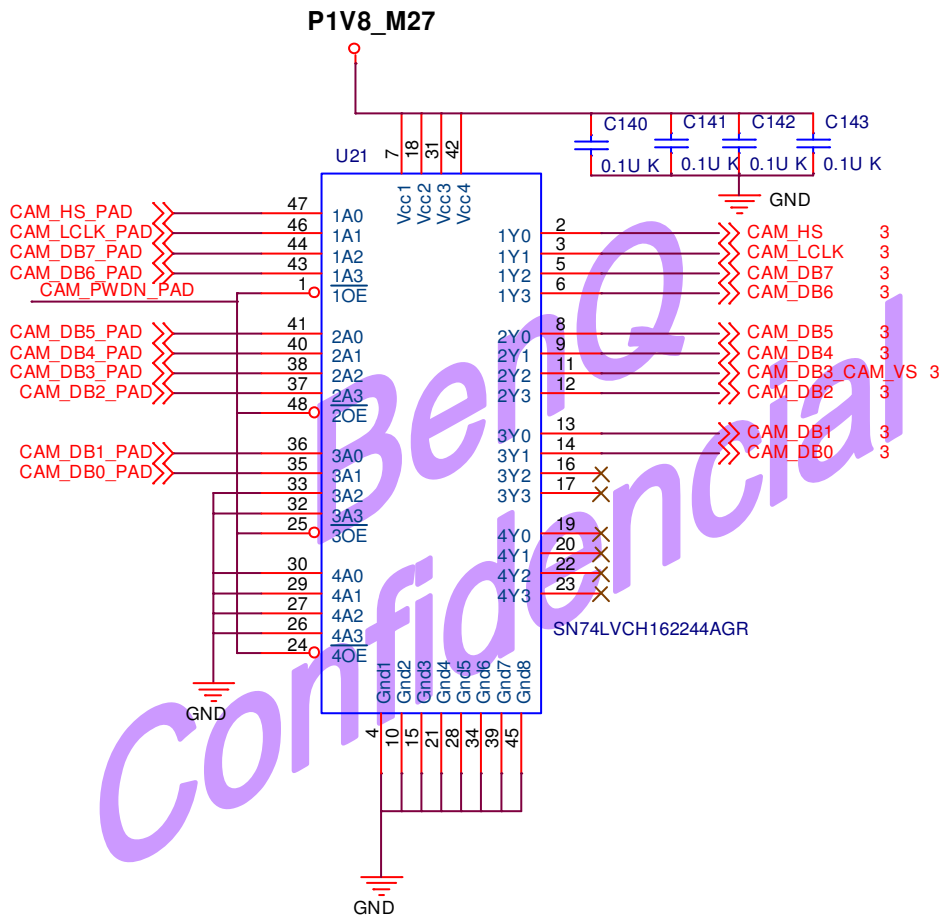 P1V8_M27
C140
C141
C142
C143
0.1U K
0.1U K
0.1U K
0.1U K
GND
U21
7
18
31
42
Vcc1
Vcc2
Vcc3
Vcc4
CAM_HS_PAD 47 1A0
CAM_LCLK_PAD 46 1A1
CAM_DB7_PAD 44 1A2
CAM_DB6_PAD 43 1A3
CAM_PWDN_PAD 1 1OE
CAM_DB5_PAD 41 2A0
CAM_DB4_PAD 40 2A1
CAM_DB3_PAD 38 2A2
CAM_DB2_PAD 37 2A3
48 2OE
CAM_DB1_PAD 36 3A0
CAM_DB0_PAD 35 3A1
33 3A2
32 3A3
25 3OE
30 4A0
29 4A1
27 4A2
26 4A3
24 4OE
GND
1Y0 2 CAM_HS 3
1Y1 3 CAM_LCLK 3
1Y2 5 CAM_DB7 3
1Y3 6 CAM_DB6 3
2Y0 8 CAM_DB5 3
2Y1 9 CAM_DB4 3
2Y2 11 CAM_DB3_CAM_VS 3
2Y3 12 CAM_DB2 3
3Y0 13 CAM_DB1 3
3Y1 14 CAM_DB0 3
3Y2 16
3Y3 17
4Y0 19
4Y1 20
4Y2 22
4Y3 23
SN74LVCH162244AGR
Gnd1
Gnd2
Gnd3
Gnd4
Gnd5
Gnd6
Gnd7
Gnd8
4
10
15
21
28
34
39
45
GND
BenQ
Confidencial